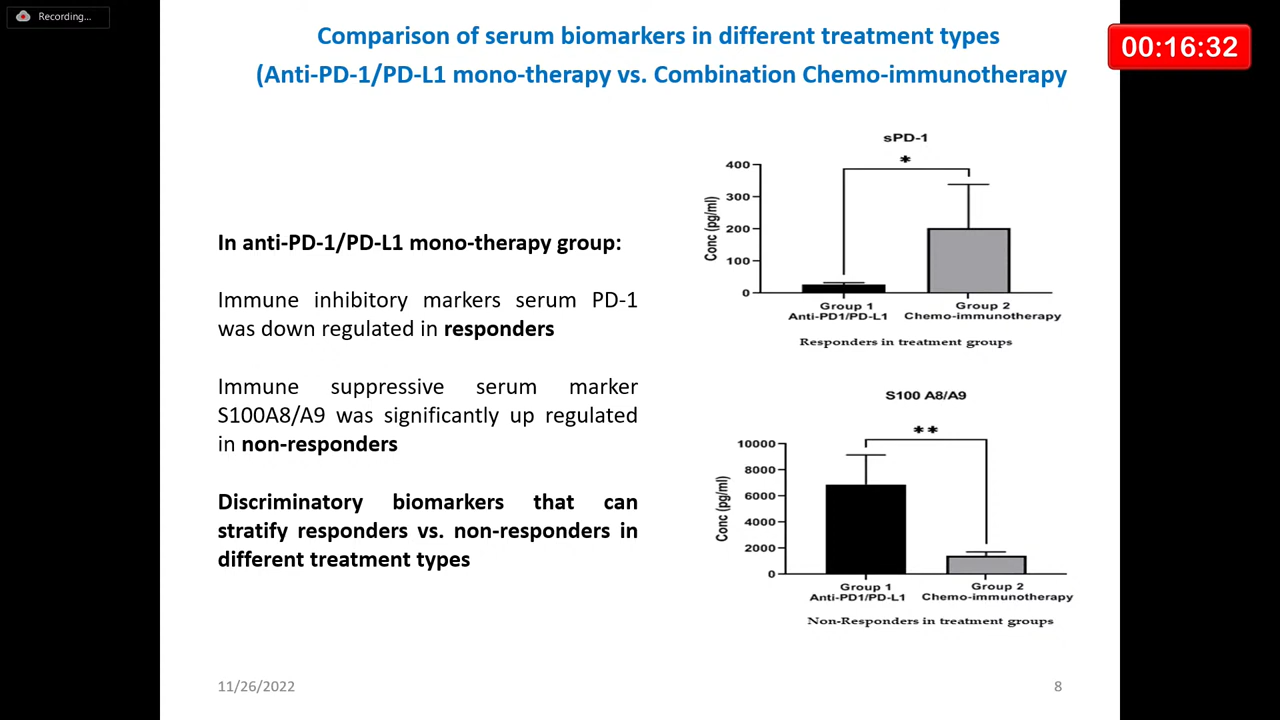 Recording...
00:16:32
Comparison of serum biomarkers in different treatment types
(Anti-PD-1/PD-L1 mono-therapy vs. Combination Chemo-immunotherapy
In anti-PD-1/PD-L1 mono-therapy group:
Immune inhibitory markers serum PD-1
was down regulated in responders
Immune suppressive serum marker
S100A8/A9 was significantly up regulated
in non-responders
Discriminatory biomarkers that can
stratify responders vs. non-responders in
different treatment types
sPD-1
*
400
300
200
100
0
Conc (pg/ml)
Group 1
Anti-PD1/PD-L1
Group 2
Chemo-immunotherapy
Responders in treatment groups
S100 A8/A9
**
10000
8000
6000
4000
2000
0
Conc (pg/ml)
Group 1
Anti-PD1/PD-L1
Group 2
Chemo-immunotherapy
Non-Responders in treatment groups
11/26/2022
8